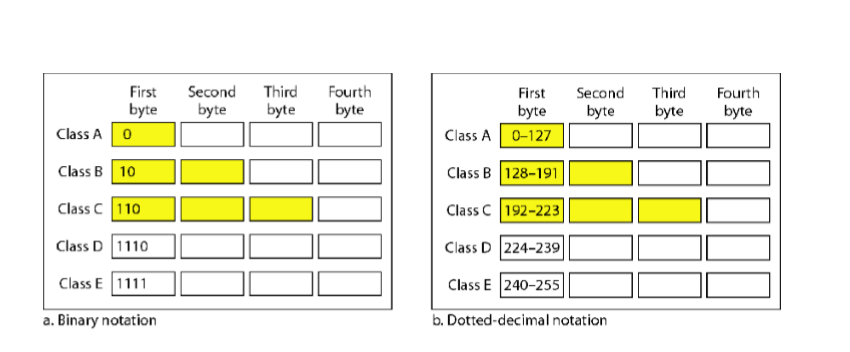 First byte Second byte Third byte Fourth byte
Class A 0
Class B 10
Class C 110
Class D 1110
Class E 1111
a. Binary notation
First byte Second byte Third byte Fourth byte
Class A 0–127
Class B 128–191
Class C 192–223
Class D 224–239
Class E 240–255
b. Dotted-decimal notation